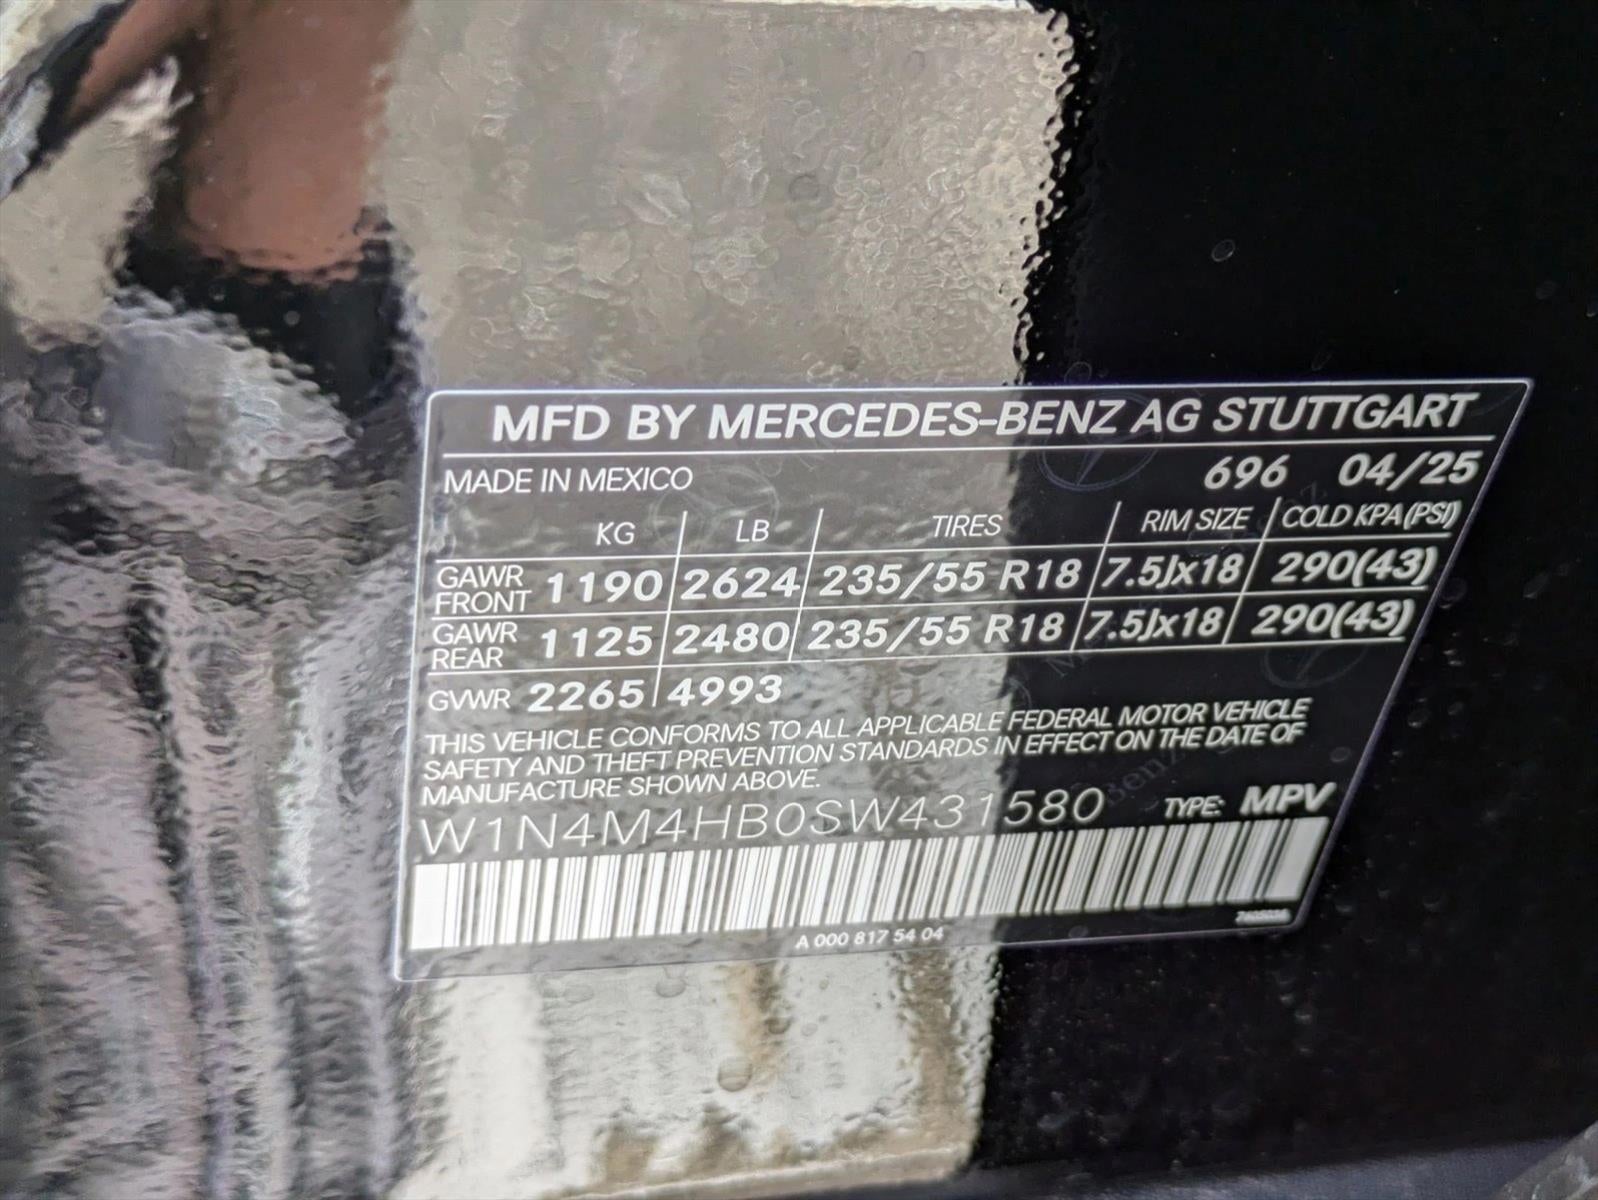 MFD BY MERCEDES-BENZ AG STUTTGART
MADE IN MEXICO 696 04/25
KG LB TIRES RIM SIZE COLD KPA(PSI)
GAWR FRONT 1190 2624 235/55 R18 7.5Jx18 290(43)
GAWR REAR 1125 2480 235/55 R18 7.5Jx18 290(43)
GVWR 2265 4993
THIS VEHICLE CONFORMS TO ALL APPLICABLE FEDERAL MOTOR VEHICLE
SAFETY AND THEFT PREVENTION STANDARDS IN EFFECT ON THE DATE OF
MANUFACTURE SHOWN ABOVE.
W1N4M4HB0SW431580 TYPE: MPV
A 000 817 54 04